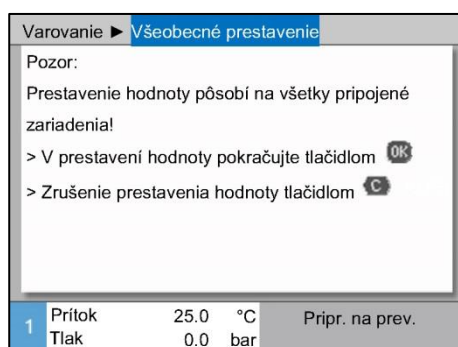 Varovanie ► Všeobecné prestavenie
Pozor:
Prestavenie hodnoty pôsobí na všetky pripojené
zariadenia!
> V prestavení hodnoty pokračujte tlačidlom OK
> Zrušenie prestavenia hodnoty tlačidlom C
1 Prítok 25.0 °C Pripr. na prev.
Tlak 0.0 bar